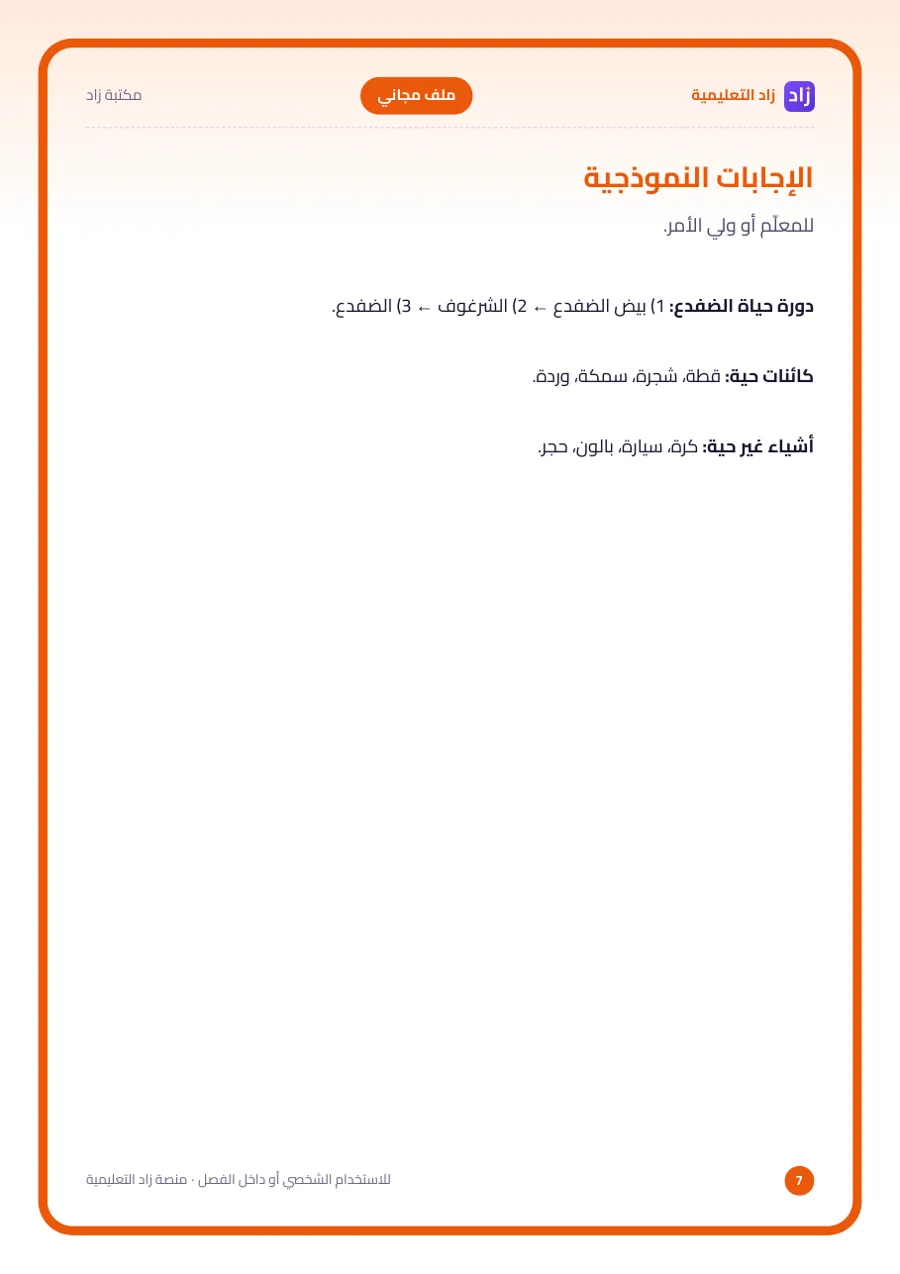 زاد
زاد التعليمية
ملف مجاني
مكتبة زاد
الإجابات النموذجية
للمعلّم أو ولي الأمر.
دورة حياة الضفدع: 1) بيض الضفدع ← 2) الشرغوف ← 3) الضفدع.
كائنات حية: قطة، شجرة، سمكة، وردة.
أشياء غير حية: كرة، سيارة، بالون، حجر.
7
للاستخدام الشخصي أو داخل الفصل · منصة زاد التعليمية